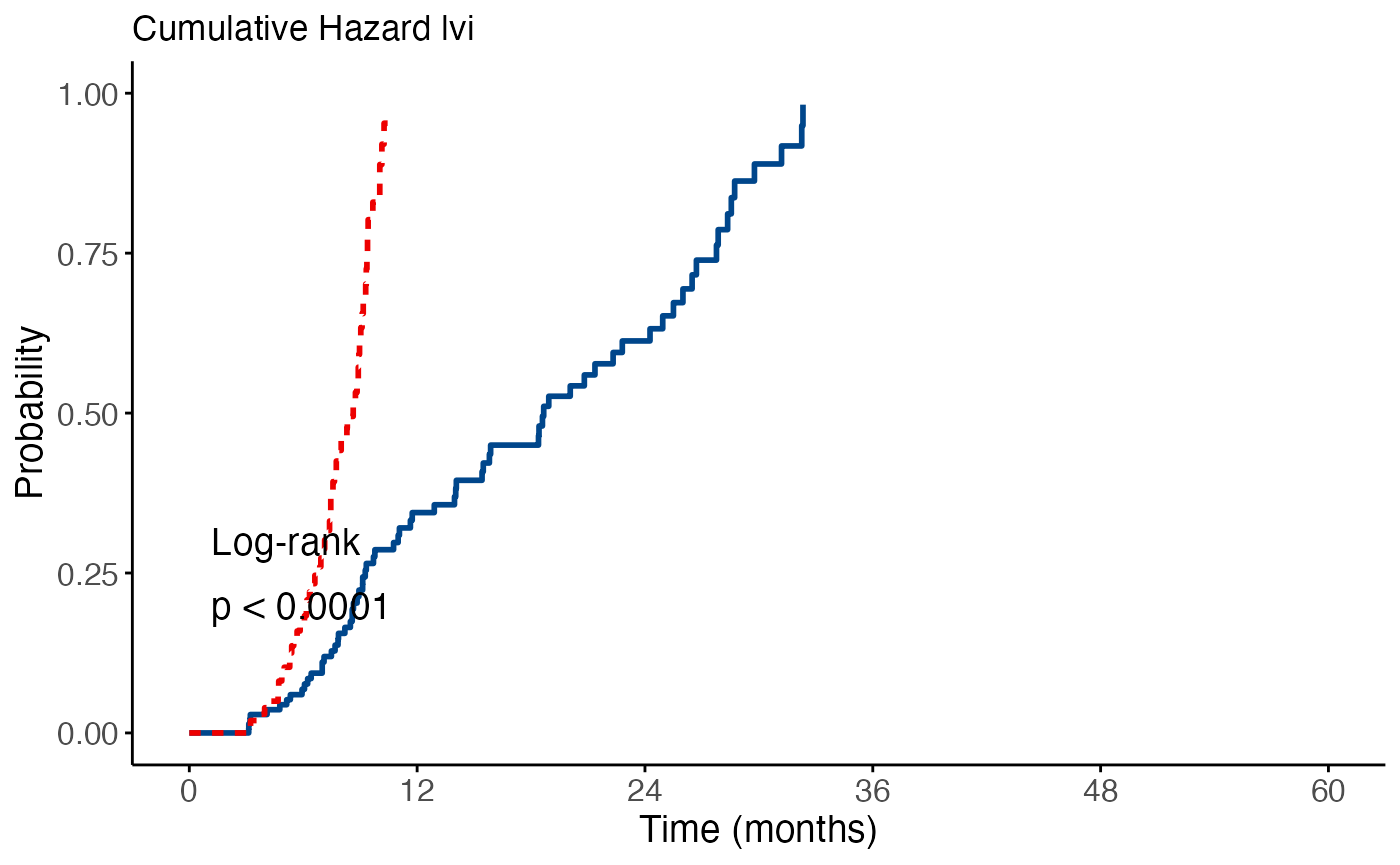 Cumulative Hazard lvi
1.00
0.75
0.50
0.25
0.00
Probability
Log-rank
p < 0.0001
0 12 24 36 48 60
Time (months)